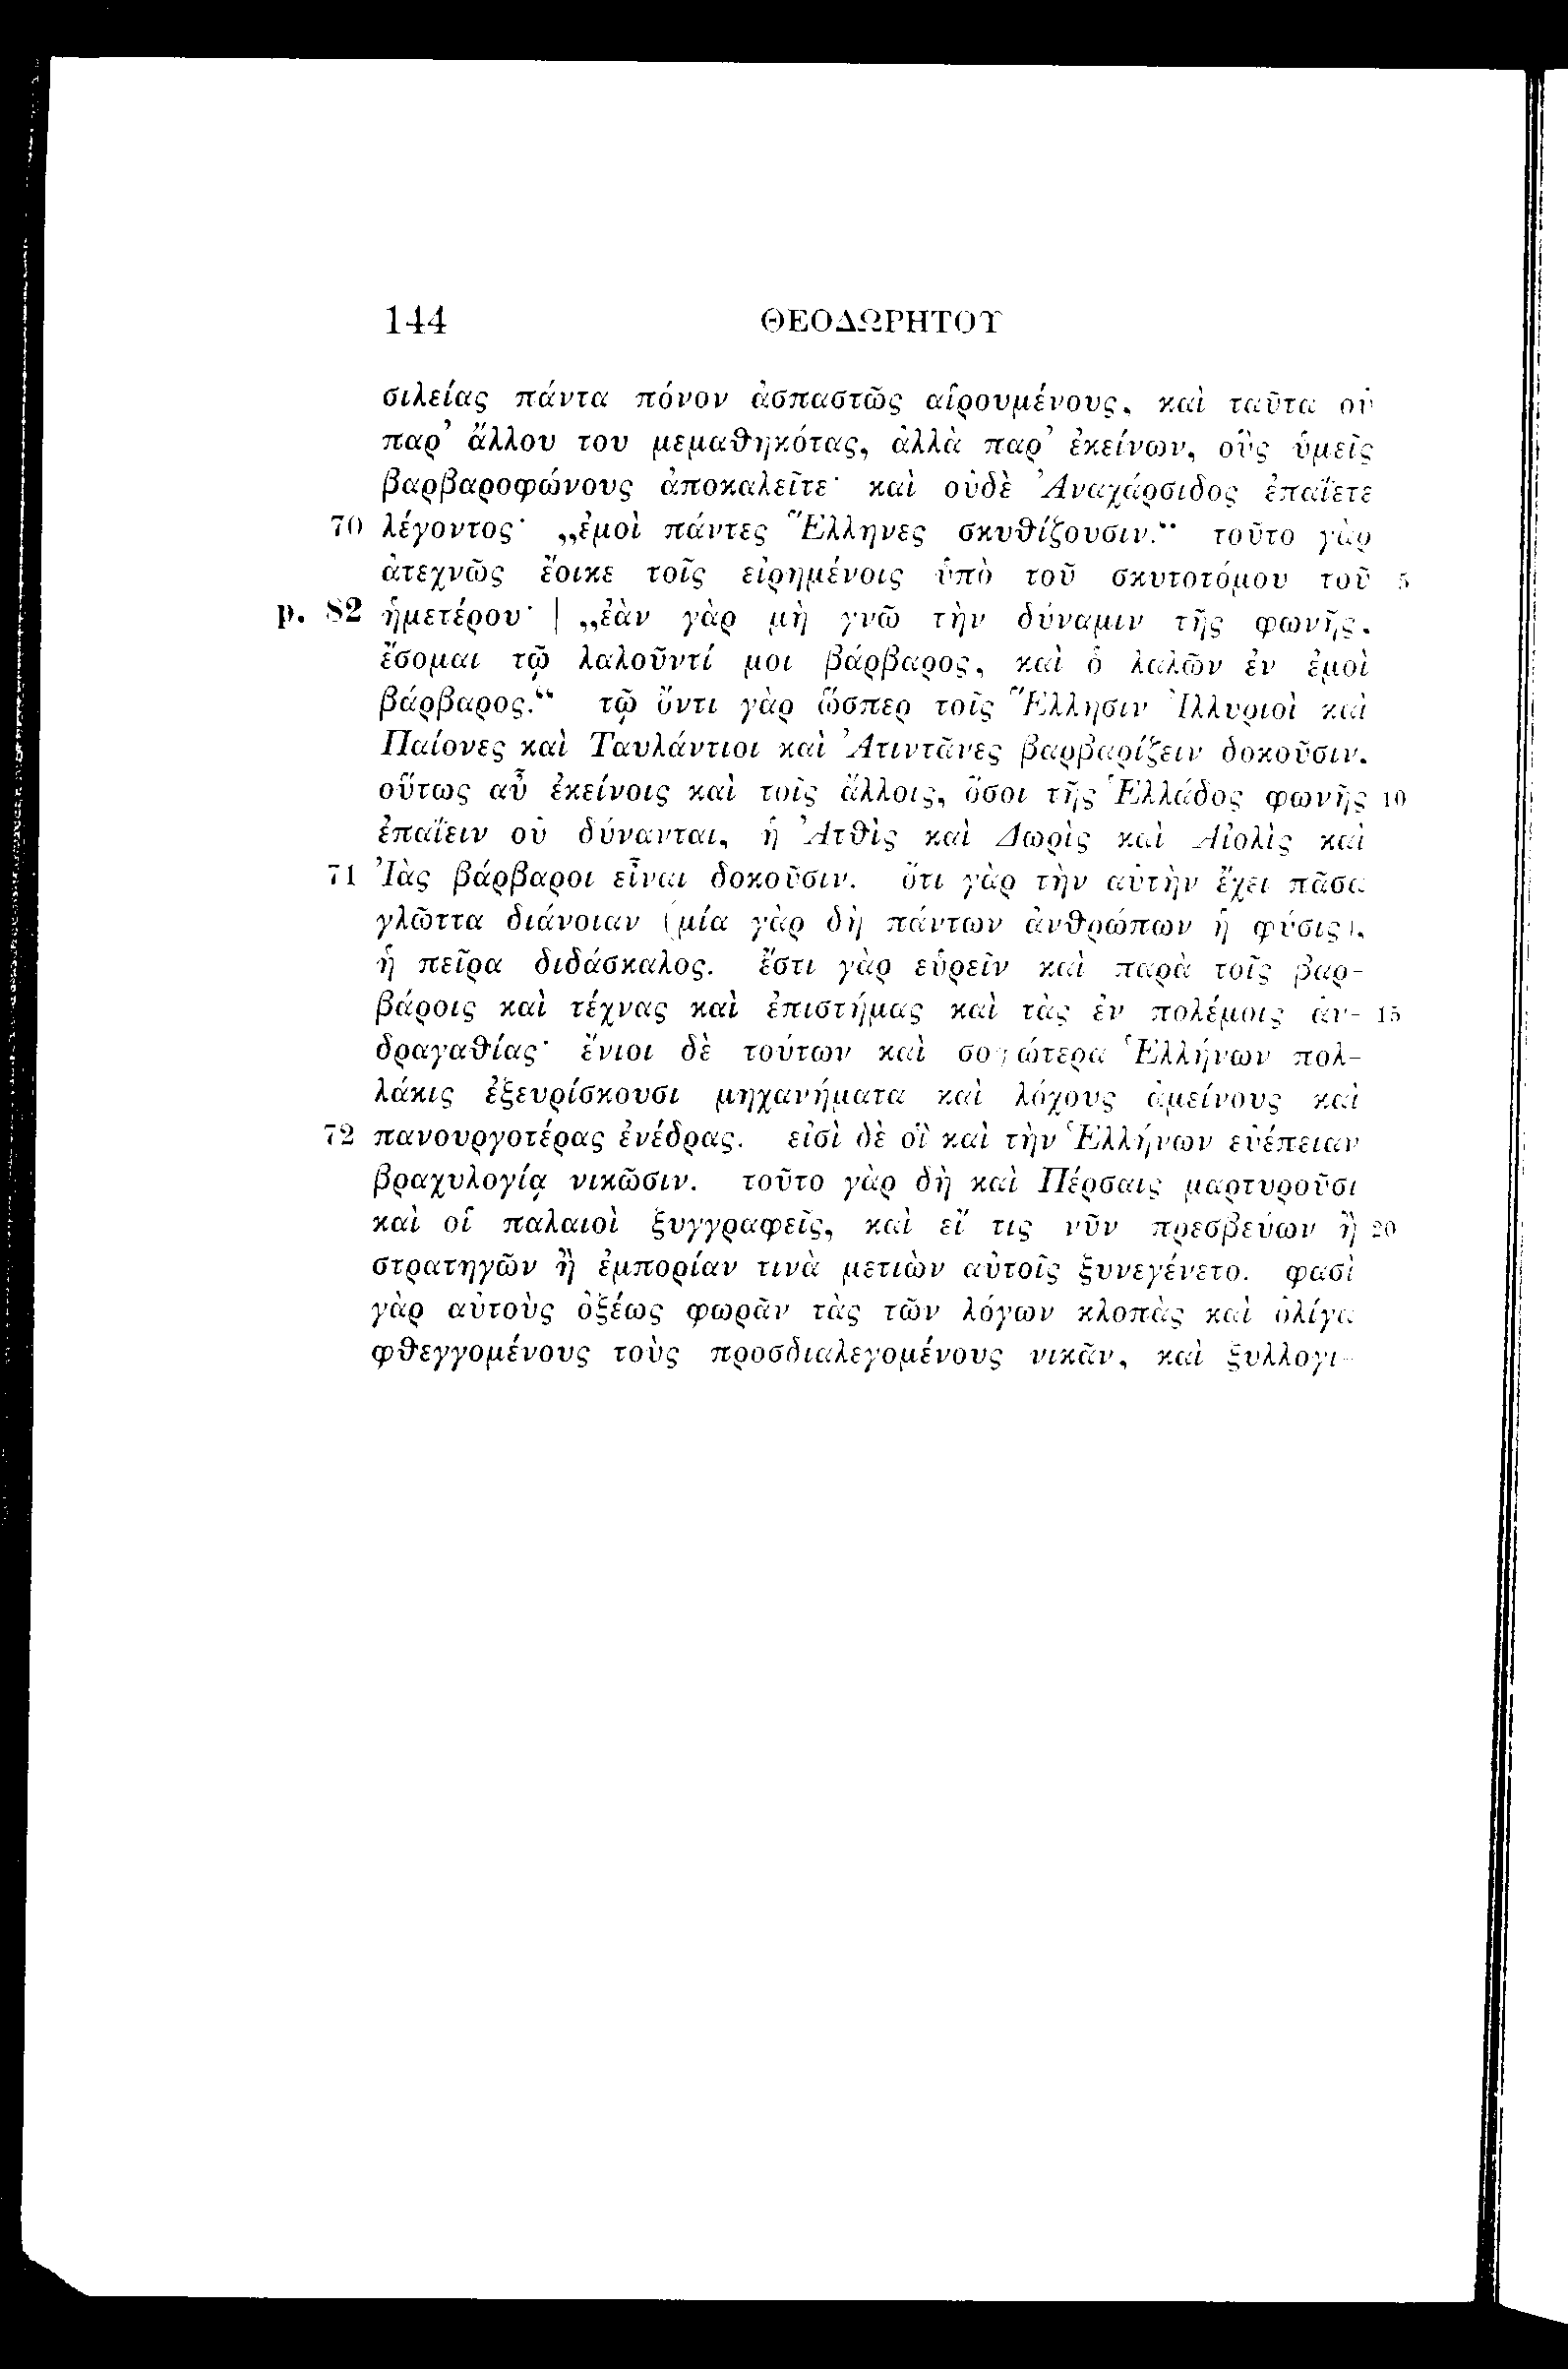 144 ΘΕΟΔΩΡΗΤΟΥ
σιλείας πάντα πόνον ἀσπαστῶς αἱρουμένους, καὶ ταῦτα οὐ
παρ’ ἄλλου του μεμαθηκότας, ἀλλὰ παρ’ ἐκείνων, οὓς ὑμεῖς
βαρβαροφώνους ἀποκαλεῖτε· καὶ οὐδὲ Ἀναχάρσιδος ἐπαΐετε
70 λέγοντος· „ἐμοὶ πάντες Ἕλληνες σκυθίζουσιν.“ τοῦτο γὰρ
ἀτεχνῶς ἔοικε τοῖς εἰρημένοις ὑπὸ τοῦ σκυτοτόμου τοῦ 5
p. 82 ἡμετέρου· | „ἐὰν γὰρ μὴ γνῶ τὴν δύναμιν τῆς φωνῆς,
ἔσομαι τῷ λαλοῦντί μοι βάρβαρος, καὶ ὁ λαλῶν ἐν ἐμοὶ
βάρβαρος.“ τῷ ὄντι γὰρ ὥσπερ τοῖς Ἕλλησιν Ἰλλυριοὶ καὶ
Παίονες καὶ Ταυλάντιοι καὶ Ἀτιντᾶνες βαρβαρίζειν δοκοῦσιν,
οὕτως αὖ ἐκείνοις καὶ τοῖς ἄλλοις, ὅσοι τῆς Ἑλλάδος φωνῆς 10
ἐπαΐειν οὐ δύνανται, ἡ Ἀτθὶς καὶ Δωρὶς καὶ Αἰολὶς καὶ
71 Ἰὰς βάρβαροι εἶναι δοκοῦσιν. ὅτι γὰρ τὴν αὐτὴν ἔχει πᾶσα
γλῶττα διάνοιαν (μία γὰρ δὴ πάντων ἀνθρώπων ἡ φύσις),
ἡ πεῖρα διδάσκαλος. ἔστι γὰρ εὑρεῖν καὶ παρὰ τοῖς βαρ-
βάροις καὶ τέχνας καὶ ἐπιστήμας καὶ τὰς ἐν πολέμοις ἀν- 15
δραγαθίας· ἔνιοι δὲ τούτων καὶ σοφώτερα Ἑλλήνων πολ-
λάκις ἐξευρίσκουσι μηχανήματα καὶ λόχους ἀμείνους καὶ
72 πανουργοτέρας ἐνέδρας. εἰσὶ δὲ οἳ καὶ τὴν Ἑλλήνων εὐέπειαν
βραχυλογίᾳ νικῶσιν. τοῦτο γὰρ δὴ καὶ Πέρσαις μαρτυροῦσι
καὶ οἱ παλαιοὶ ξυγγραφεῖς, καὶ εἴ τις νῦν πρεσβεύων ἢ 20
στρατηγῶν ἢ ἐμπορίαν τινὰ μετιὼν αὐτοῖς ξυνεγένετο. φασὶ
γὰρ αὐτοὺς ὀξέως φωρᾶν τὰς τῶν λόγων κλοπὰς καὶ ὀλίγα
φθεγγομένους τοὺς προσδιαλεγομένους νικᾶν, καὶ ξυλλογι-